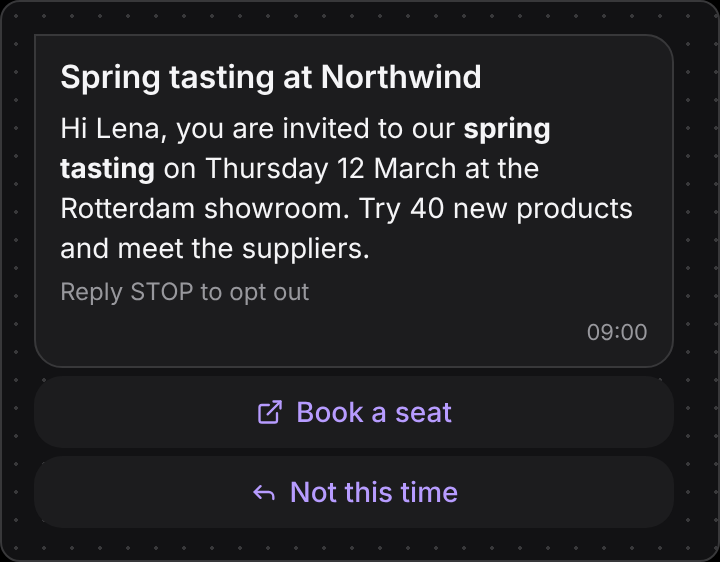 Spring tasting at Northwind
Hi Lena, you are invited to our spring
tasting on Thursday 12 March at the
Rotterdam showroom. Try 40 new products
and meet the suppliers.
Reply STOP to opt out
09:00
Book a seat
Not this time